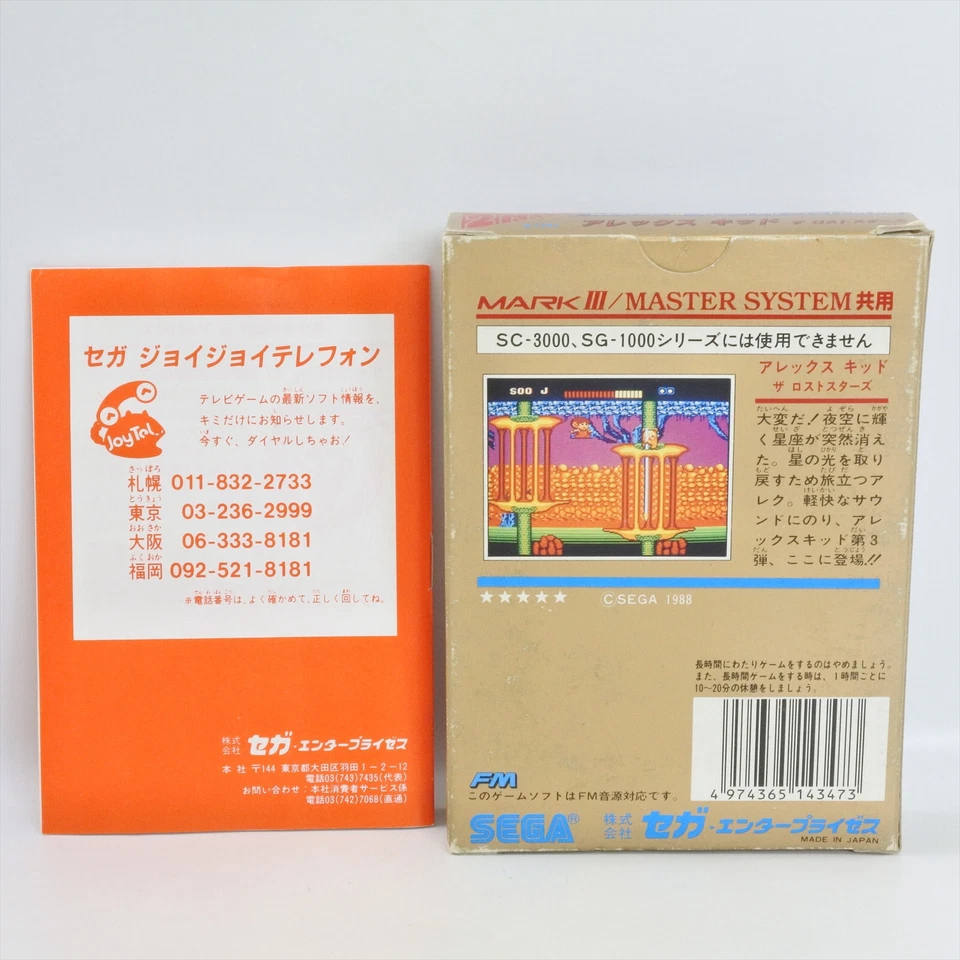 セガ ジョイジョイテレフォン
JoyTel
テレビゲームの最新ソフト情報を、
キミだけにお知らせします。
今すぐ、ダイヤルしちゃお!
札幌 011-832-2733
東京 03-236-2999
大阪 06-333-8181
福岡 092-521-8181
※電話番号は、よく確かめて、正しく回してね。
株式会社 セガ・エンタープライゼス
本社 〒144 東京都大田区羽田1-2-12
電話03(743)7435(代表)
お問い合わせ:本社消費者サービス係
電話03(742)7068(直通)
アレックス キッド
MARK III/MASTER SYSTEM共用
SC-3000、SG-1000シリーズには使用できません
アレックス キッド
ザ ロストスターズ
500 J
大変だ!夜空に輝
く星座が突然消え
た。星の光を取り
戻すため旅立つア
レク。軽快なサウ
ンドにのり、アレ
ックスキッド第3
弾、ここに登場!!
★★★★★ ©SEGA 1988
長時間にわたりゲームをするのはやめましょう。
また、長時間ゲームをする時は、1時間ごとに
10〜20分の休憩をしましょう。
4 974365 143473
FM
このゲームソフトはFM音源対応です。
SEGA® 株式会社 セガ・エンタープライゼス
MADE IN JAPAN